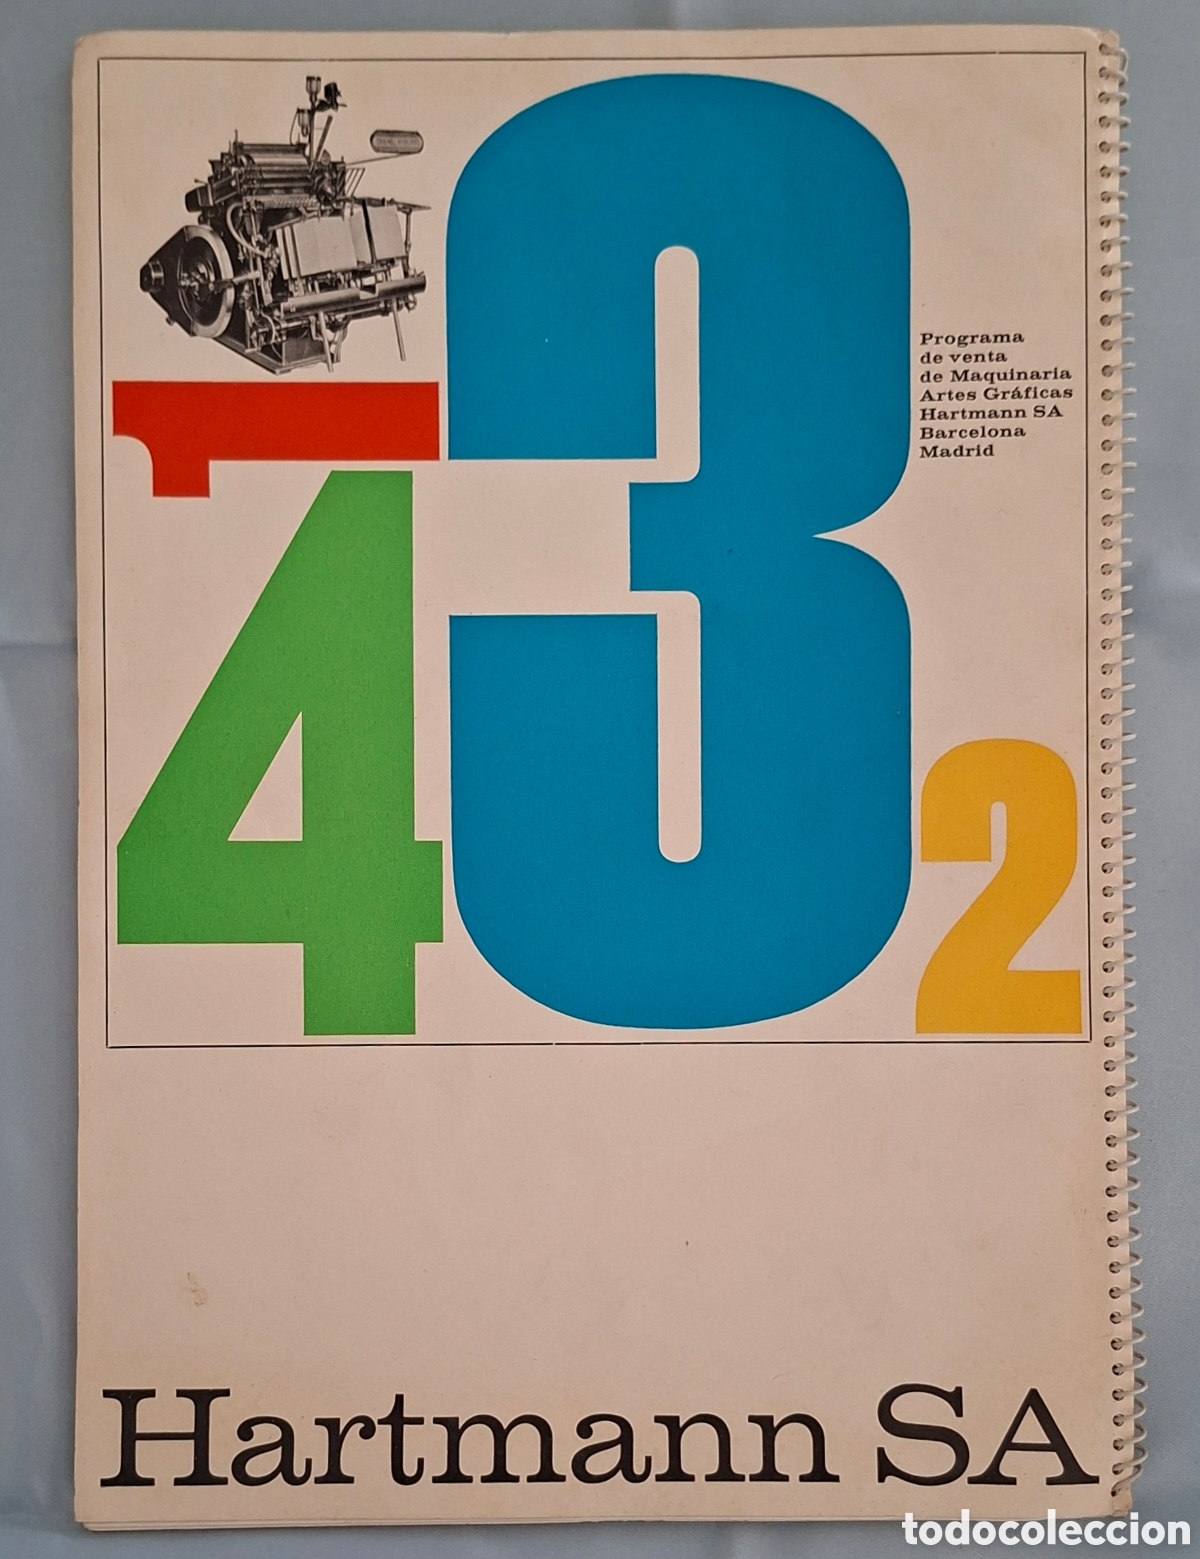 1
4
3
Programa
de venta
de Maquinaria
Artes Gráficas
Hartmann SA
Barcelona
Madrid
2
Hartmann SA
todocoleccion